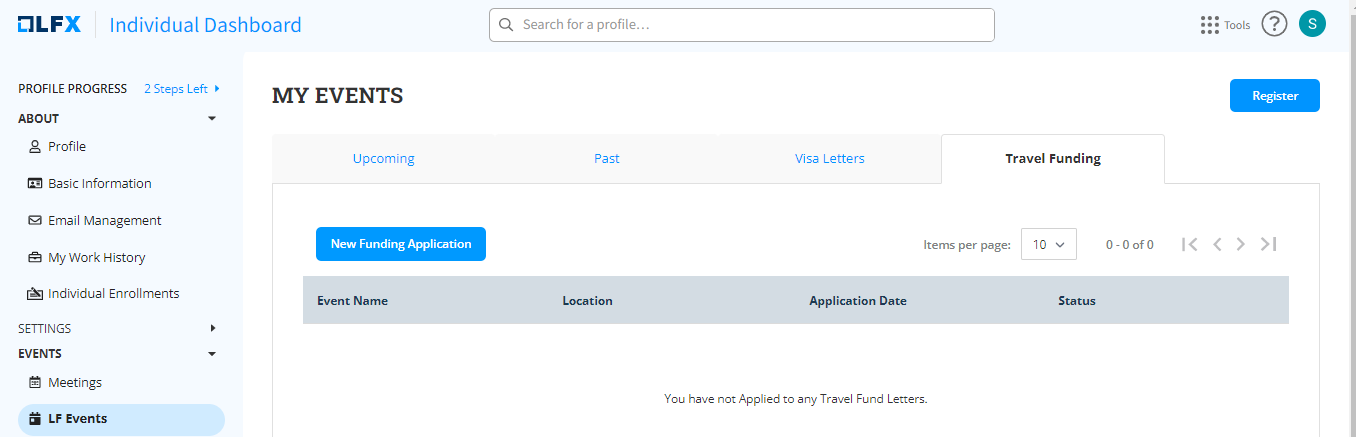 LFX Individual Dashboard
Search for a profile...
Tools
?
S
PROFILE PROGRESS 2 Steps Left
ABOUT
Profile
Basic Information
Email Management
My Work History
Individual Enrollments
SETTINGS
EVENTS
Meetings
LF Events
MY EVENTS
Register
Upcoming Past Visa Letters Travel Funding
New Funding Application Items per page: 10 0 - 0 of 0
Event Name Location Application Date Status
You have not Applied to any Travel Fund Letters.